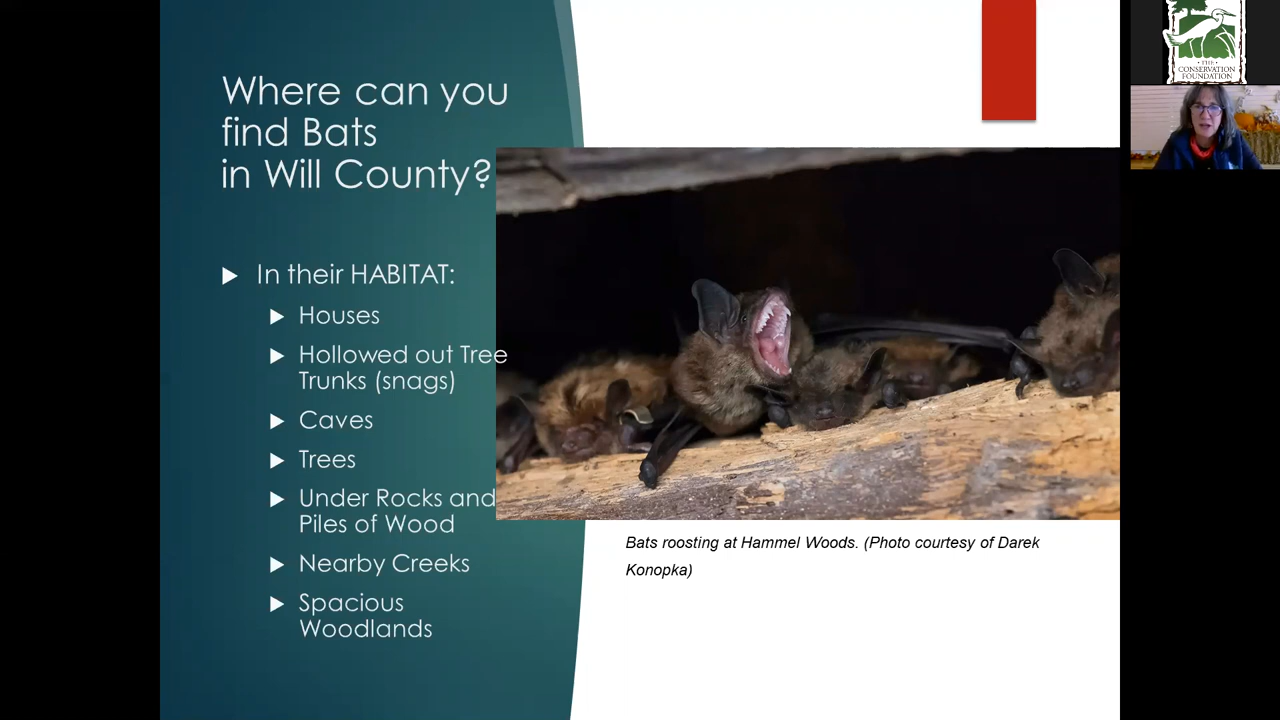 Where can you
find Bats
in Will County?
In their HABITAT:
Houses
Hollowed out Tree
Trunks (snags)
Caves
Trees
Under Rocks and
Piles of Wood
Nearby Creeks
Spacious
Woodlands
Bats roosting at Hammel Woods. (Photo courtesy of Darek
Konopka)
• THE •
CONSERVATION
FOUNDATION